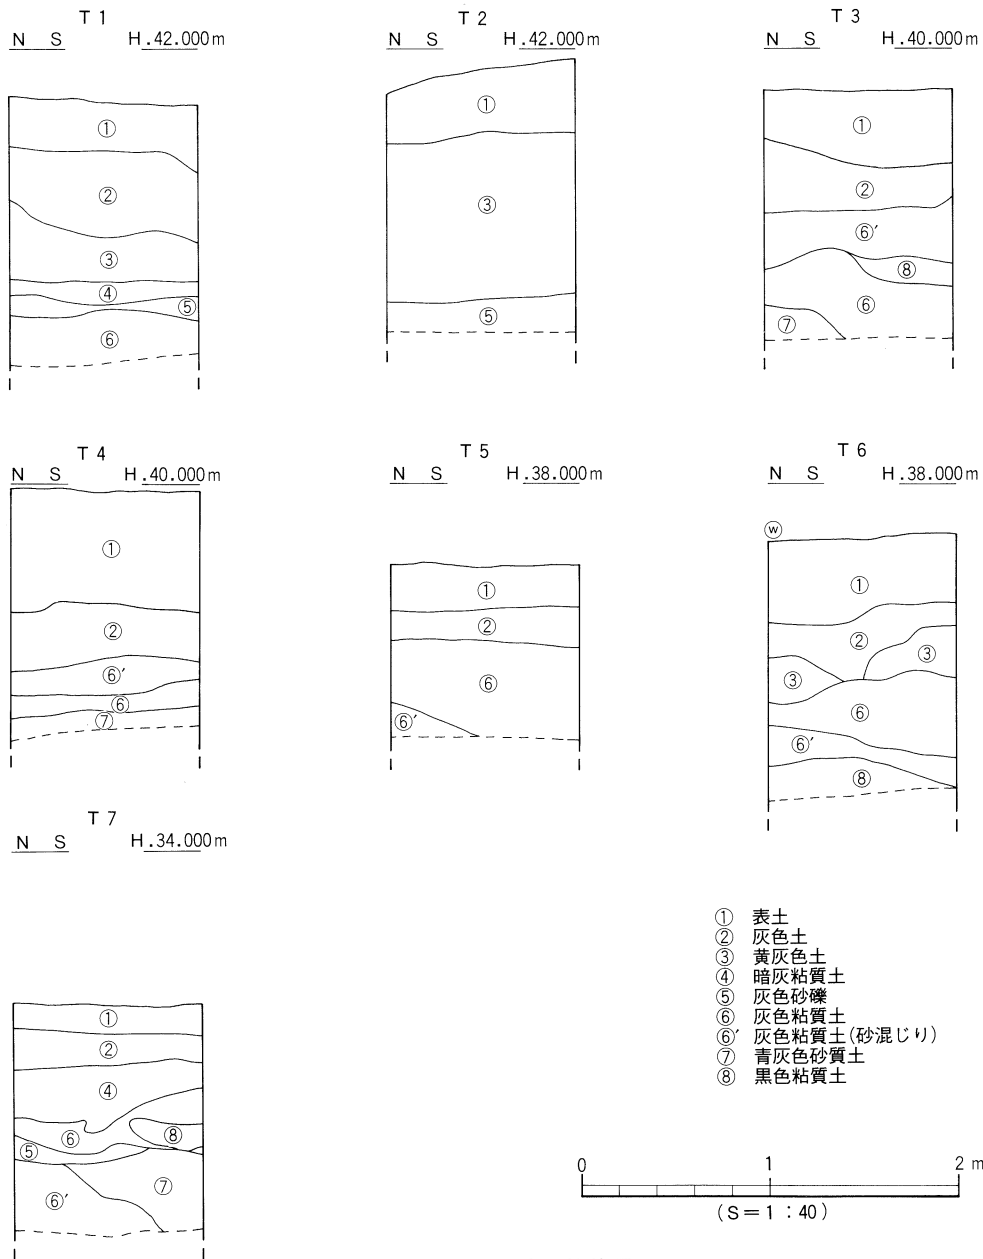 T 1
N S H.42.000m
①
②
③
④
⑤
⑥
T 2
H.42.000m
①
③
⑤
T 3
N S H.40.000m
①
②
⑥′
⑧
⑥
⑦
T 4
N S H.40.000m
①
②
⑥′
⑥
⑦
T 5
N S H.38.000m
①
②
⑥
⑥′
T 6
N S H.38.000m
ⓦ
①
②
③
③
⑥
⑥′
⑧
T 7
N S H.34.000m
①
②
④
⑥
⑧
⑤
⑦
⑥′
① 表土
② 灰色土
③ 黄灰色土
④ 暗灰粘質土
⑤ 灰色砂礫
⑥ 灰色粘質土
⑥′ 灰色粘質土(砂混じり)
⑦ 青灰色砂質土
⑧ 黒色粘質土
0 1 2 m
(S=1:40)